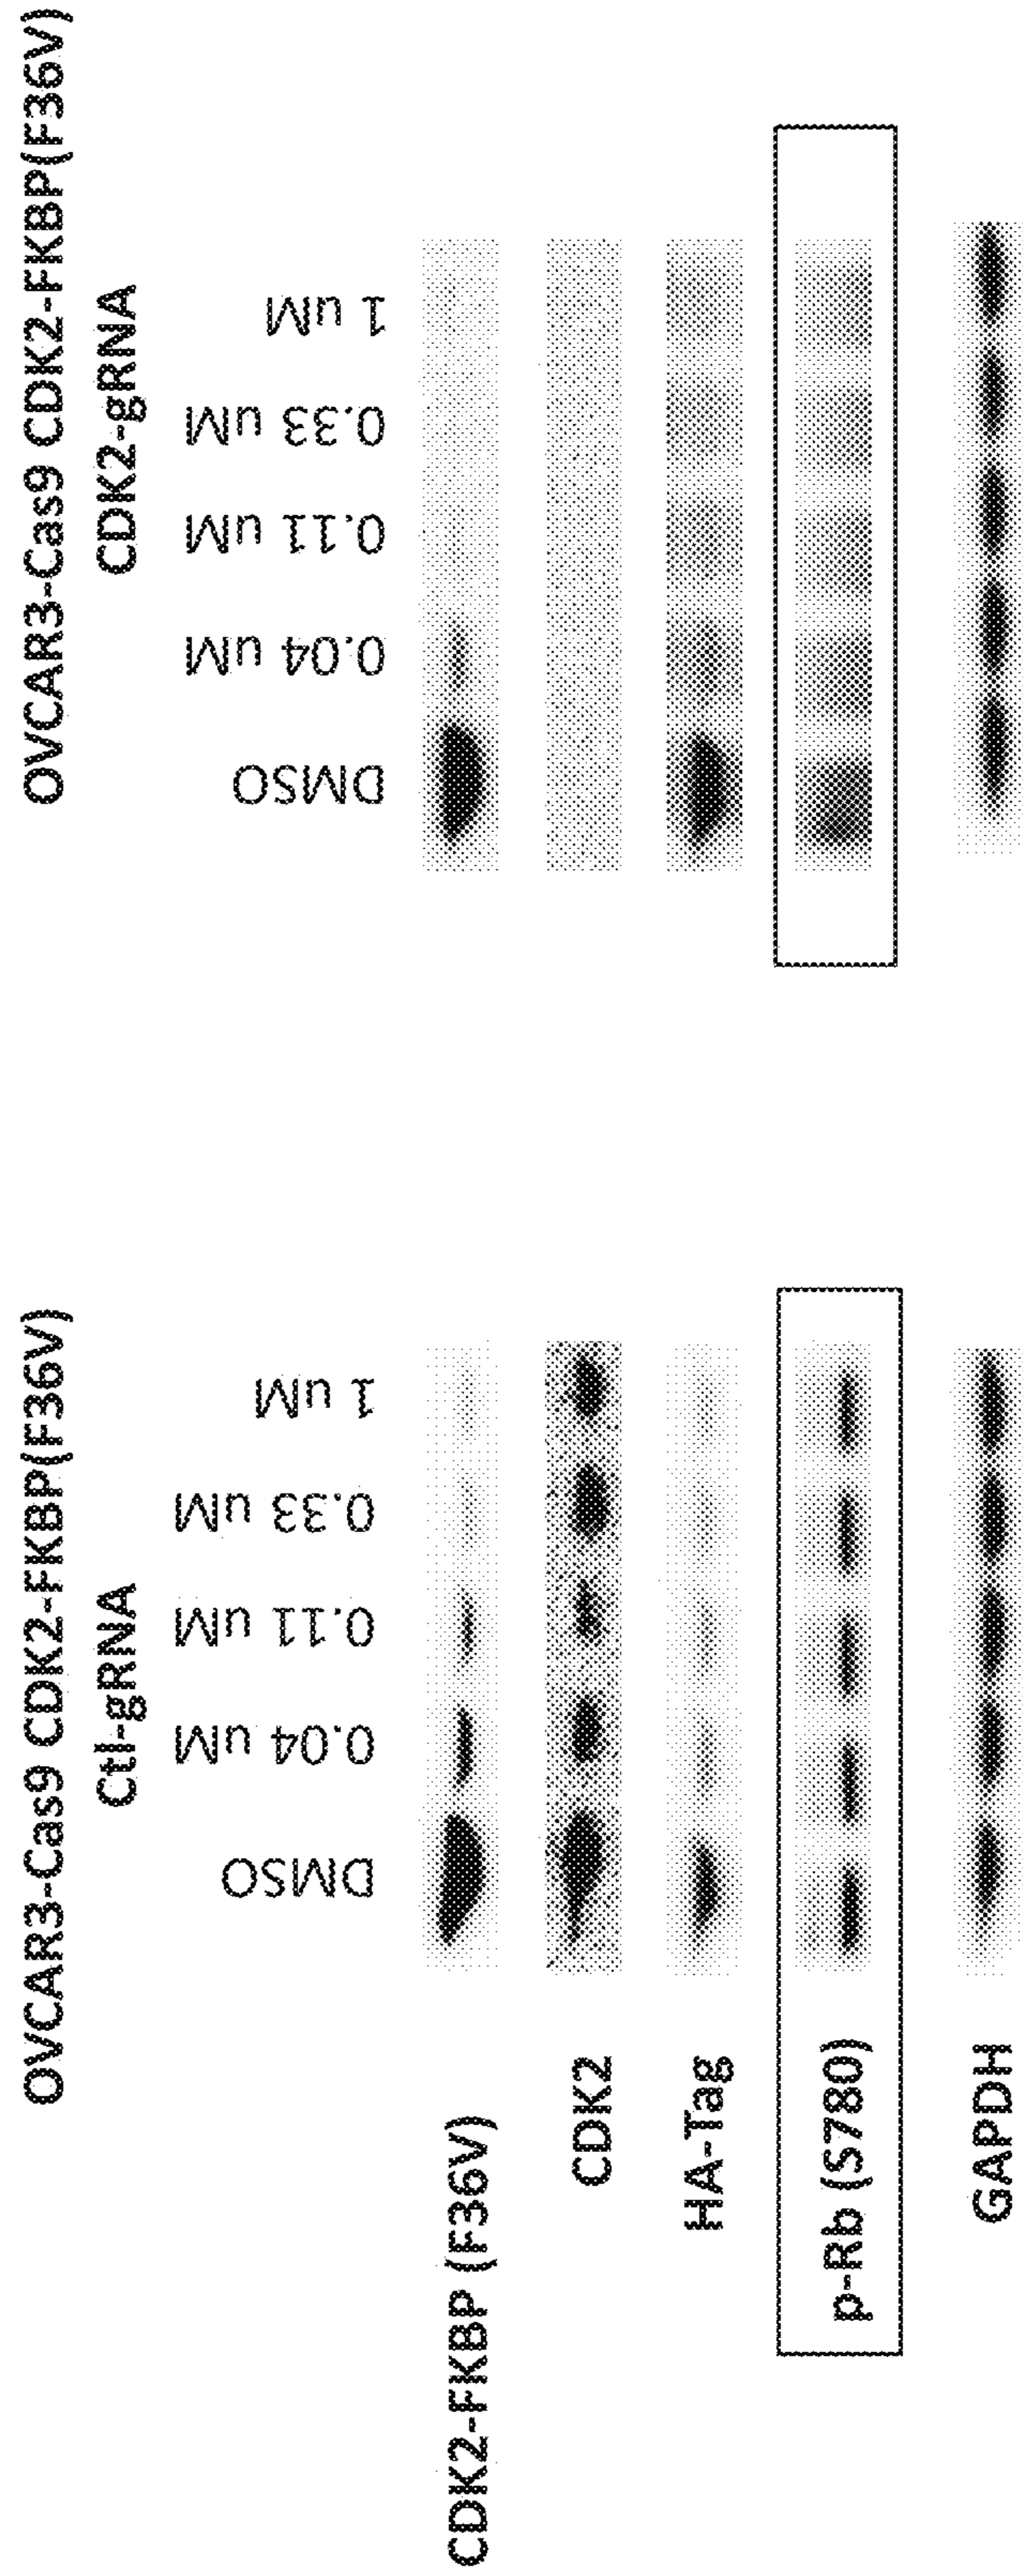 OVCAR3-Cas9 CDK2-FKBP(F36V)
Ctl-gRNA
DMSO
0.04 uM
0.11 uM
0.33 uM
1 uM
OVCAR3-Cas9 CDK2-FKBP(F36V)
CDK2-gRNA
DMSO
0.04 uM
0.11 uM
0.33 uM
1 uM
CDK2-FKBP (F36V)
CDK2
HA-Tag
p-Rb (S780)
GAPDH